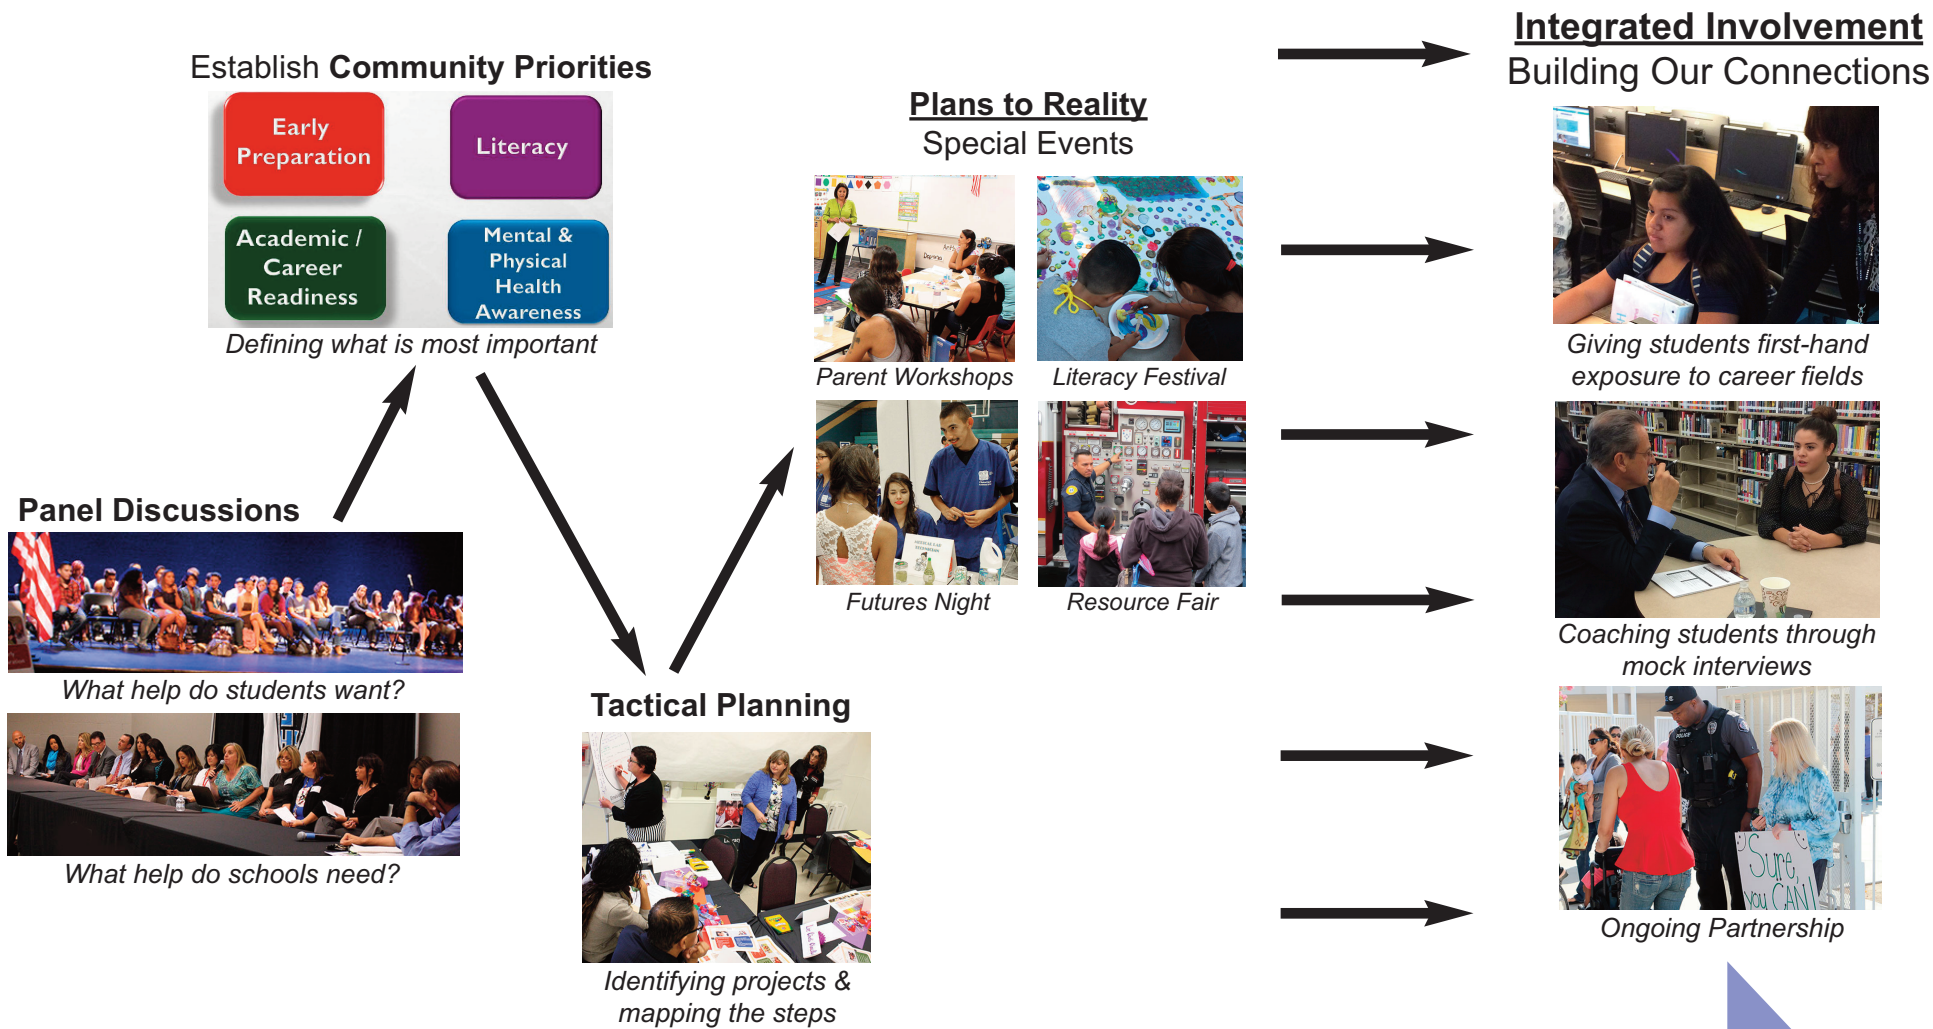 Establish Community Priorities
Early
Preparation
Literacy
Academic /
Career
Readiness
Mental &
Physical
Health
Awareness
Defining what is most important
Panel Discussions
What help do students want?
What help do schools need?
Tactical Planning
Identifying projects &
mapping the steps
Plans to Reality
Special Events
Parent Workshops
Literacy Festival
Futures Night
Resource Fair
Integrated Involvement
Building Our Connections
Giving students first-hand
exposure to career fields
Coaching students through
mock interviews
POLICE
Sure,
you CAN!
Ongoing Partnership